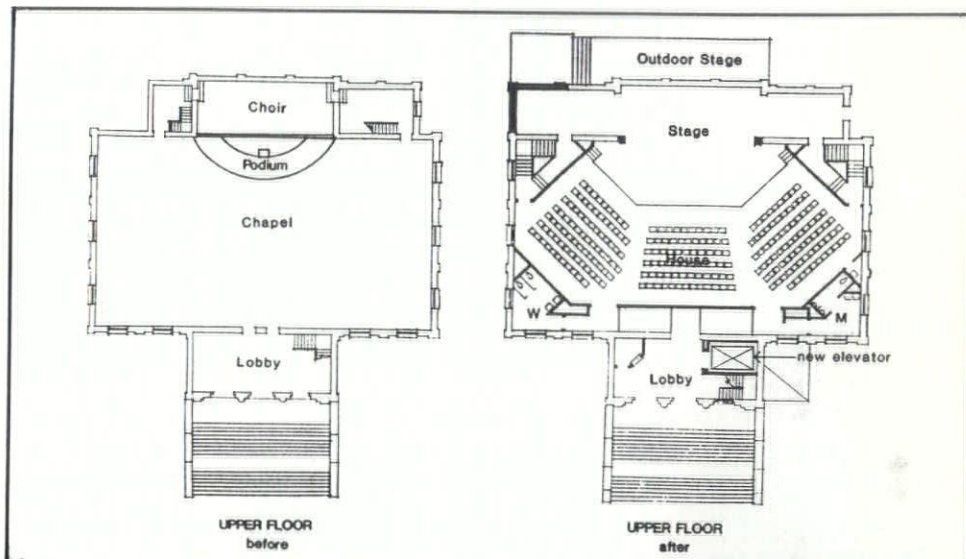 Choir
Podium
Chapel
Lobby
UPPER FLOOR
before
Outdoor Stage
Stage
House
W
M
new elevator
Lobby
UPPER FLOOR
after